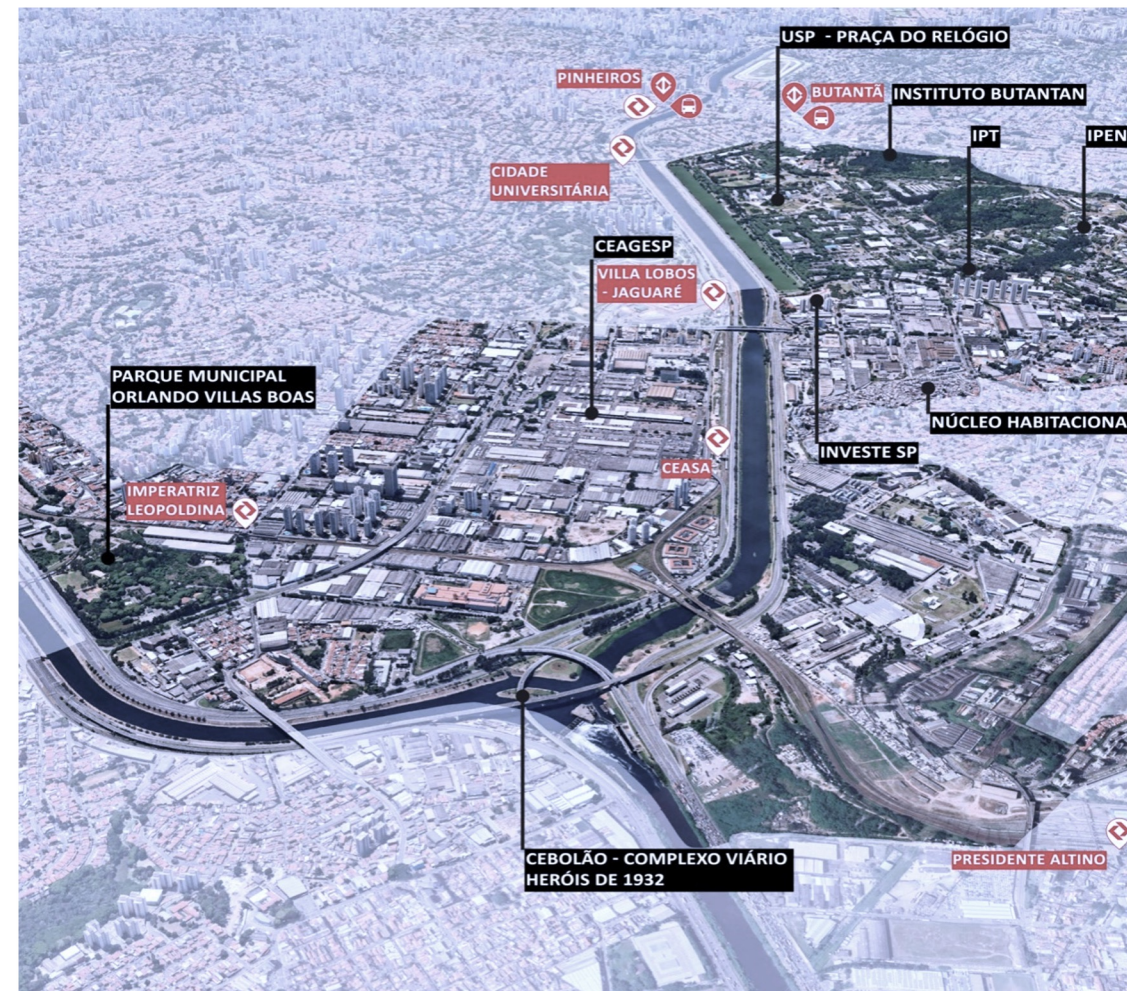 USP - PRAÇA DO RELÓGIO
PINHEIROS
BUTANTÃ
INSTITUTO BUTANTAN
IPT
IPEN
CIDADE
UNIVERSITÁRIA
CEAGESP
VILLA LOBOS
- JAGUARÉ
PARQUE MUNICIPAL
ORLANDO VILLAS BOAS
NÚCLEO HABITACIONA
INVESTE SP
CEASA
IMPERATRIZ
LEOPOLDINA
CEBOLÃO - COMPLEXO VIÁRIO
HERÓIS DE 1932
PRESIDENTE ALTINO